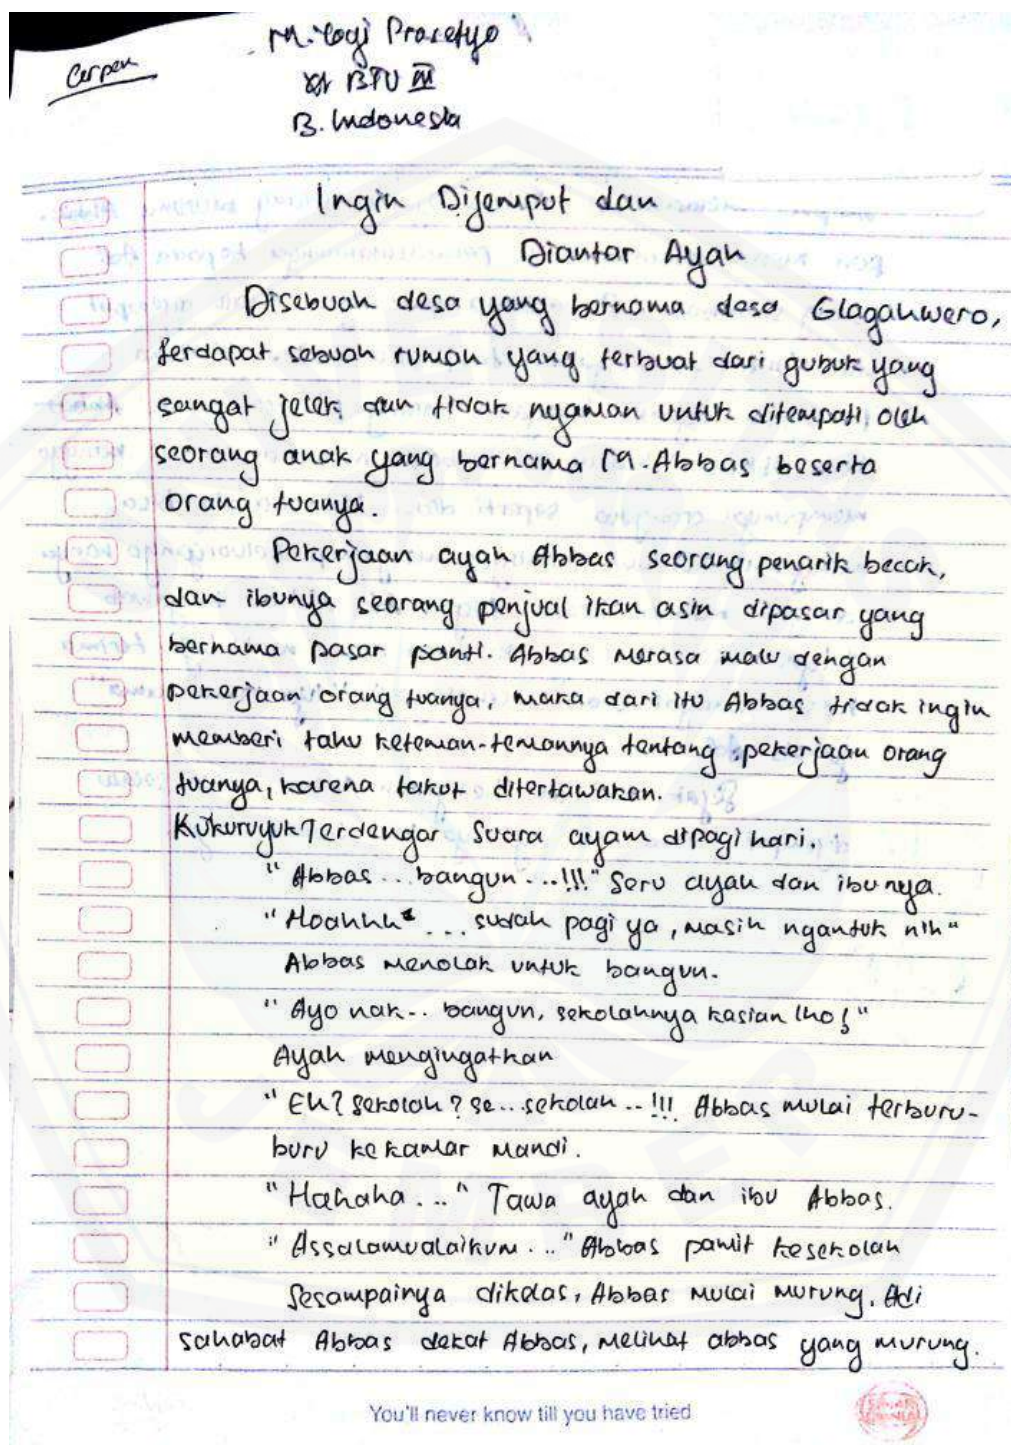 Cerpen
M. Yogi Prasetyo
XI BTU III
B. Indonesia
Ingin Dijemput dan
Diantar Ayah
Disebuah desa yang bernama desa Glagahwero,
terdapat sebuah rumah yang terbuat dari gubuk yang
sangat jelek, dan tidak nyaman untuk ditempati oleh
seorang anak yang bernama M. Abbas beserta
orang tuanya.
Pekerjaan ayah Abbas seorang penarik becak,
dan ibunya seorang penjual ikan asin dipasar yang
bernama pasar panti. Abbas merasa malu dengan
pekerjaan orang tuanya, maka dari itu Abbas tidak ingin
memberi tahu keteman-temannya tentang pekerjaan orang
tuanya, karena takut ditertawakan.
Kukuruyuk Terdengar Suara ayam dipagi hari.
"Abbas... bangun"...!!!" Seru ayah dan ibunya.
"Hoahhh ... sudah pagi ya, masih ngantuk nih"
Abbas menolak untuk bangun.
"Ayo nak.. bangun, sekolahnya kasian lho!"
Ayah mengingatkan
"Eh? Sekolah? se... sekolah ..!!! Abbas mulai terburu-
buru kekamar mandi.
"Hahaha..." Tawa ayah dan ibu Abbas.
"Assalamualaikum..." Abbas pamit kesekolah
Sesampainya dikelas, Abbas mulai murung. Adi
sahabat Abbas dekat Abbas, melihat abbas yang murung.
You'll never know till you have tried